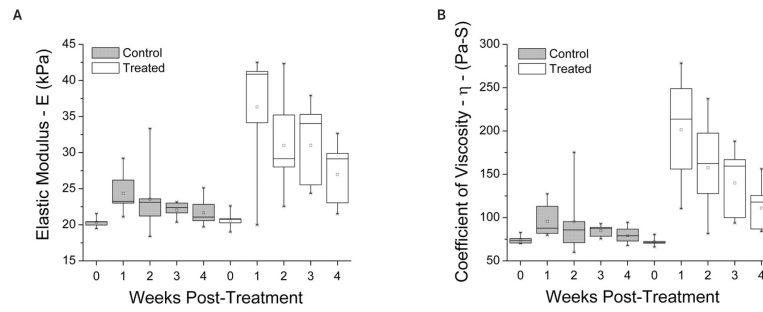 A
Elastic Modulus - E (kPa)
45
40
35
30
25
20
15
Control
Treated
0 1 2 3 4 0 1 2 3 4
Weeks Post-Treatment
B
Coefficient of Viscosity - η - (Pa-S)
300
250
200
150
100
50
Control
Treated
0 1 2 3 4 0 1 2 3 4
Weeks Post-Treatment